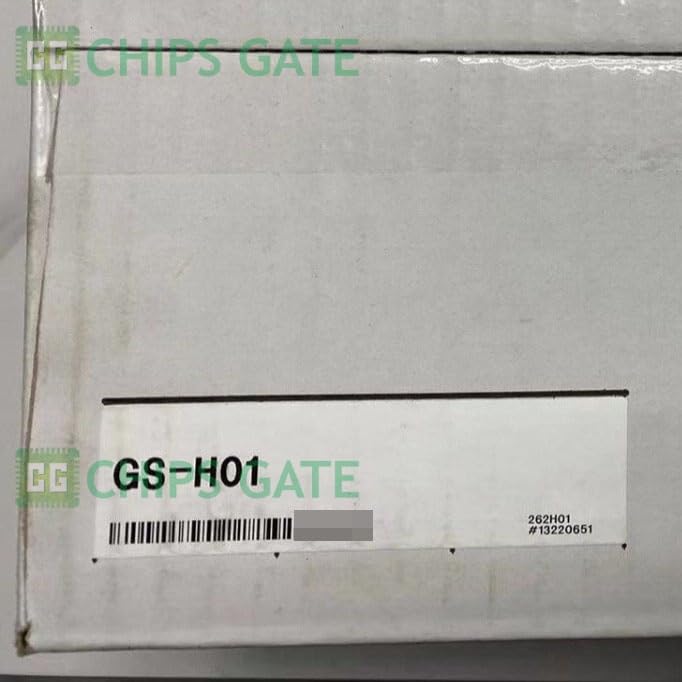 CG CHIPS GATE
GS-H01
CG CHIPS GATE
262H01
#13220651